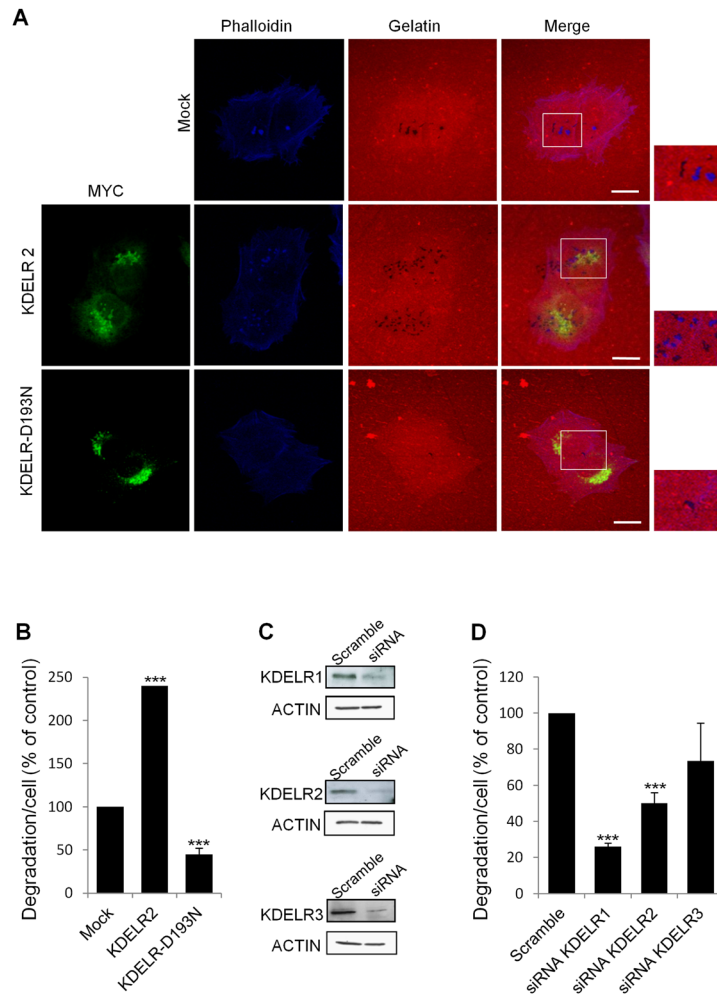 A
Phalloidin Gelatin Merge
Mock
MYC
KDELR 2
KDELR-D193N
B
Degradation/cell (% of control)
250
200
150
100
50
0
***
***
Mock
KDELR2
KDELR-D193N
C
Scramble
siRNA
KDELR1
ACTIN
Scramble
siRNA
KDELR2
ACTIN
Scramble
siRNA
KDELR3
ACTIN
D
Degradation/cell (% of control)
120
100
80
60
40
20
0
***
***
Scramble
siRNA KDELR1
siRNA KDELR2
siRNA KDELR3